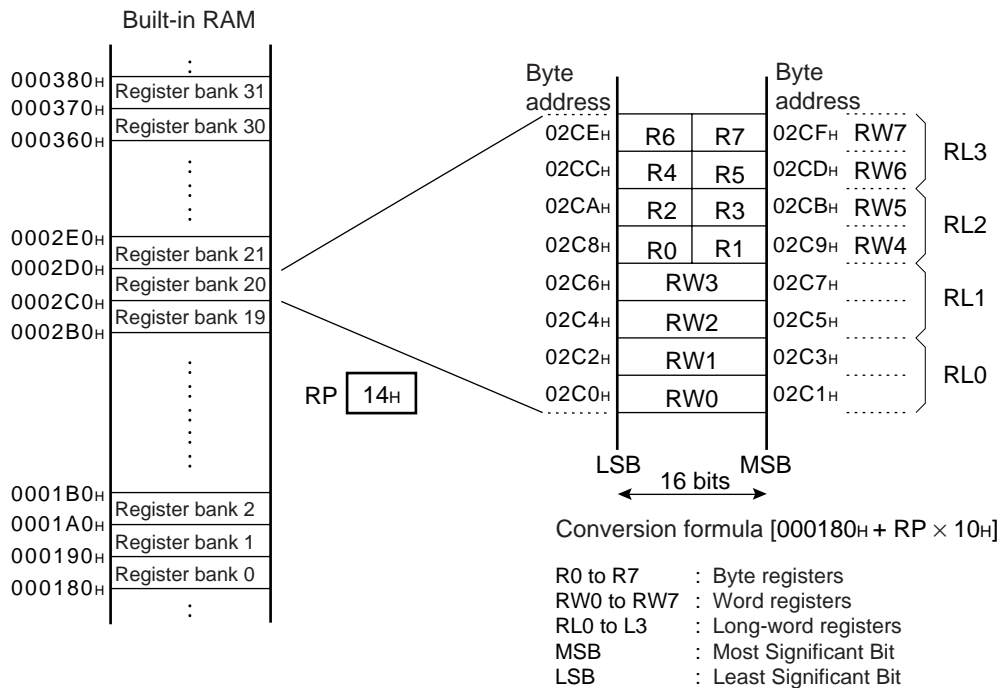 Built-in RAM
000380H
Register bank 31
000370H
Register bank 30
000360H
0002E0H
Register bank 21
0002D0H
Register bank 20
0002C0H
Register bank 19
0002B0H
RP 14H
0001B0H
Register bank 2
0001A0H
Register bank 1
000190H
Register bank 0
000180H
Byte address
Byte address
02CEH R6 R7 02CFH RW7
RL3
02CCH R4 R5 02CDH RW6
02CAH R2 R3 02CBH RW5
RL2
02C8H R0 R1 02C9H RW4
02C6H RW3 02C7H
RL1
02C4H RW2 02C5H
02C2H RW1 02C3H
RL0
02C0H RW0 02C1H
LSB MSB
16 bits
Conversion formula [000180H + RP × 10H]
R0 to R7 : Byte registers
RW0 to RW7 : Word registers
RL0 to L3 : Long-word registers
MSB : Most Significant Bit
LSB : Least Significant Bit